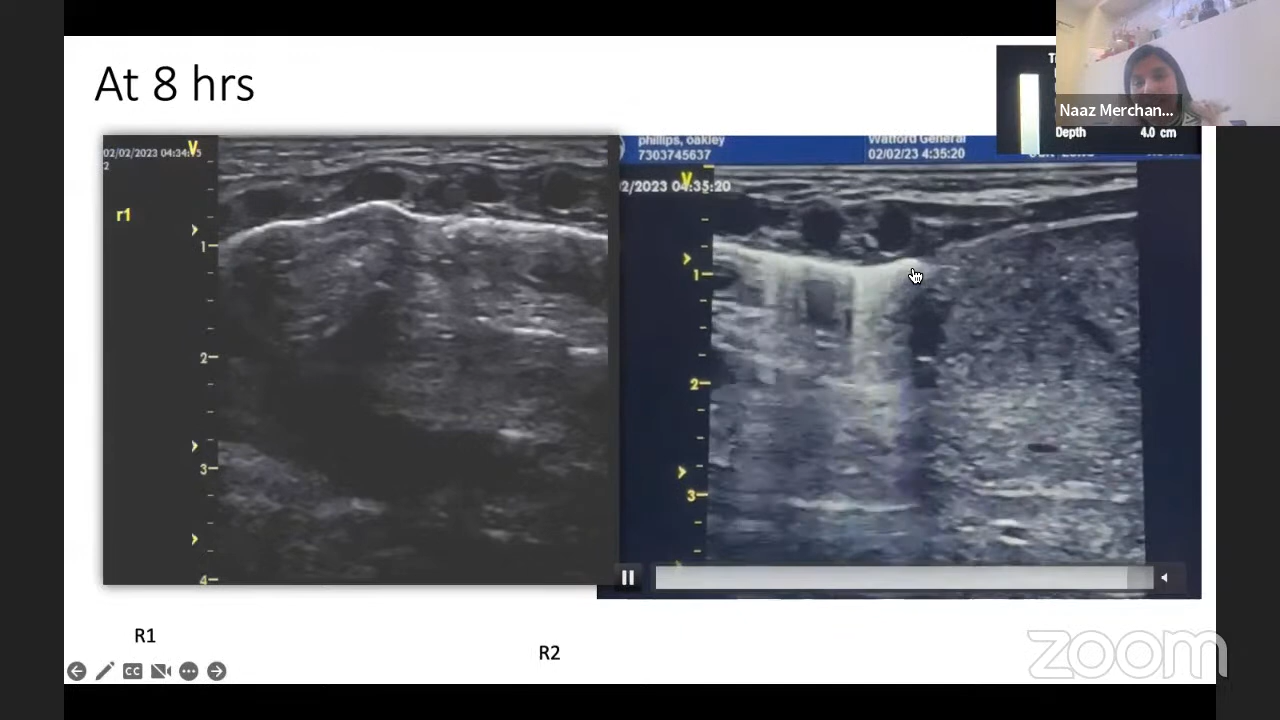 At 8 hrs
Naaz Merchan...
Depth 4.0 cm
02/02/2023 04:34:
2
r1
V
1
2
3
4
phillips, oakley
7303745637
Watford General
02/02/23 4:35:20
2/2023 04:35:20
V
1
2
3
R1
R2
CC
zoom